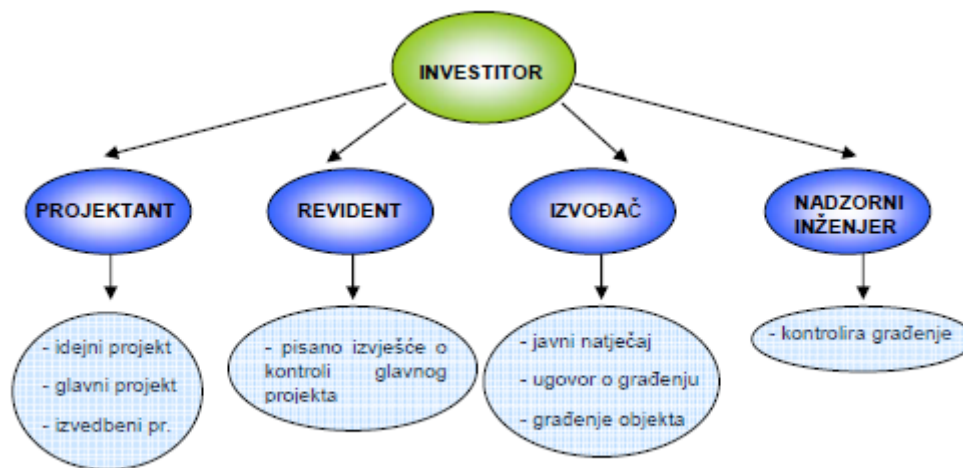 INVESTITOR
PROJEKTANT
REVIDENT
IZVOĐAČ
NADZORNI
INŽENJER
- idejni projekt
- glavni projekt
- izvedbeni pr.
- pisano izvješće o
kontroli glavnog
projekta
- javni natječaj
- ugovor o građenju
- građenje objekta
- kontrolira građenje